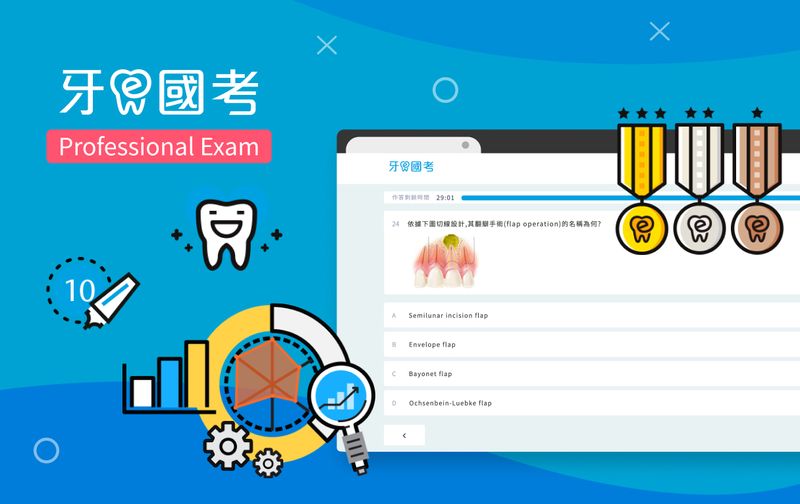 牙e國考
Professional Exam
牙e國考
作答剩餘時間 29:01
24 依據下圖切線設計,其翻瓣手術(flap operation)的名稱為何?
A Semilunar incision flap
B Envelope flap
C Bayonet flap
D Ochsenbein-Luebke flap
10